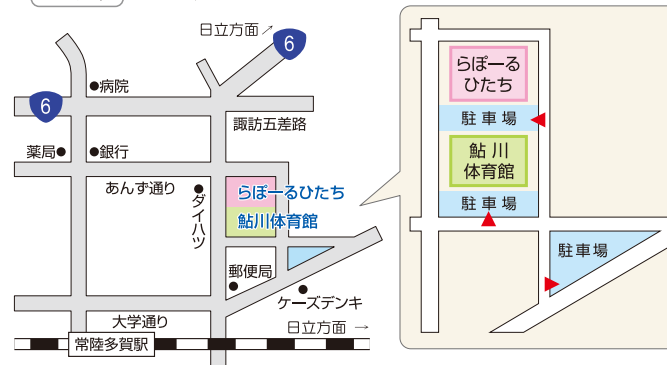 日立方面↗
6
病院
6
諏訪五差路
薬局
銀行
あんず通り
ダイハツ
らぽーるひたち
鮎川体育館
郵便局
ケーズデンキ
大学通り
日立方面 →
常陸多賀駅
らぽーる
ひたち
駐車場
鮎川
体育館
駐車場
駐車場